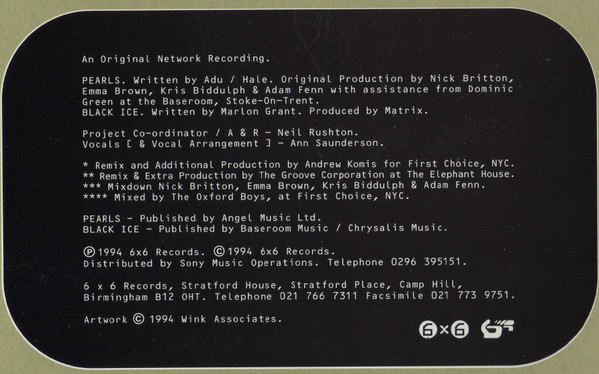 An Original Network Recording.
PEARLS. Written by Adu / Hale. Original Production by Nick Britton,
Emma Brown, Kris Biddulph & Adam Fenn with assistance from Dominic
Green at the Baseroom, Stoke-On-Trent.
BLACK ICE. Written by Marlon Grant. Produced by Matrix.
Project Co-ordinator / A & R – Neil Rushton.
Vocals [ & Vocal Arrangement ] – Ann Saunderson.
* Remix and Additional Production by Andrew Komis for First Choice, NYC.
** Remix & Extra Production by The Groove Corporation at The Elephant House.
*** Mixdown Nick Britton, Emma Brown, Kris Biddulph & Adam Fenn.
**** Mixed by The Oxford Boys, at First Choice, NYC.
PEARLS – Published by Angel Music Ltd.
BLACK ICE – Published by Baseroom Music / Chrysalis Music.
℗1994 6x6 Records. ©1994 6x6 Records.
Distributed by Sony Music Operations. Telephone 0296 395151.
6 x 6 Records, Stratford House, Stratford Place, Camp Hill,
Birmingham B12 OHT. Telephone 021 766 7311 Facsimile 021 773 9751.
Artwork © 1994 Wink Associates.
6x6